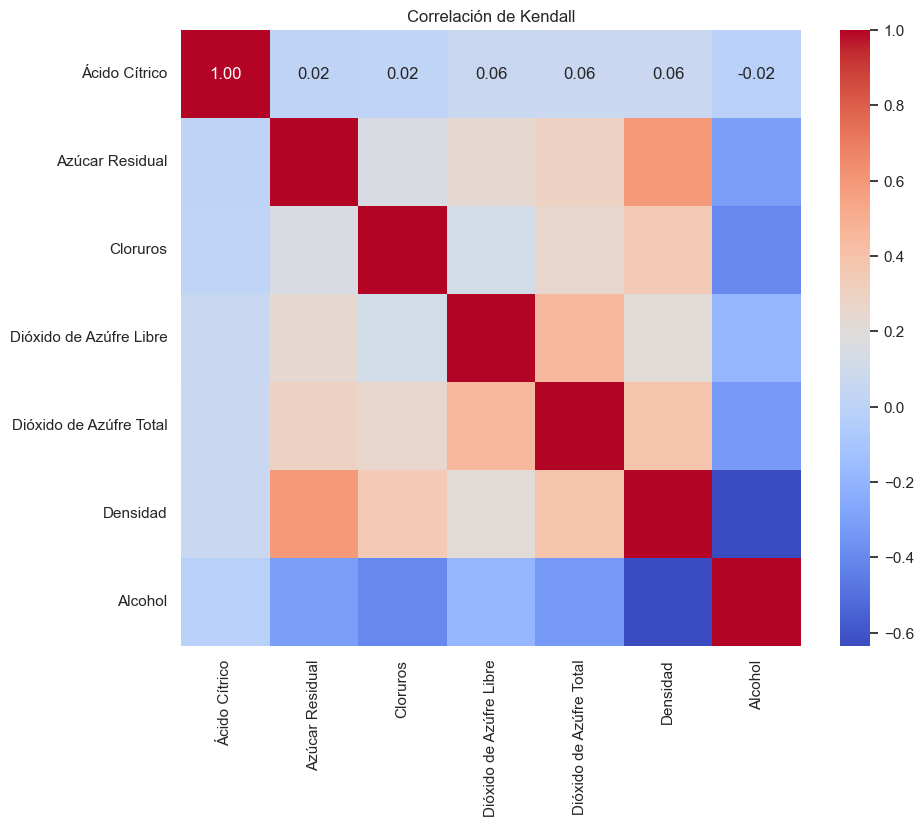 Correlación de Kendall
Ácido Cítrico
1.00 0.02 0.02 0.06 0.06 0.06 -0.02
Azúcar Residual
Cloruros
Dióxido de Azúfre Libre
Dióxido de Azúfre Total
Densidad
Alcohol
Ácido Cítrico
Azúcar Residual
Cloruros
Dióxido de Azúfre Libre
Dióxido de Azúfre Total
Densidad
Alcohol
1.0
0.8
0.6
0.4
0.2
0.0
−0.2
−0.4
−0.6